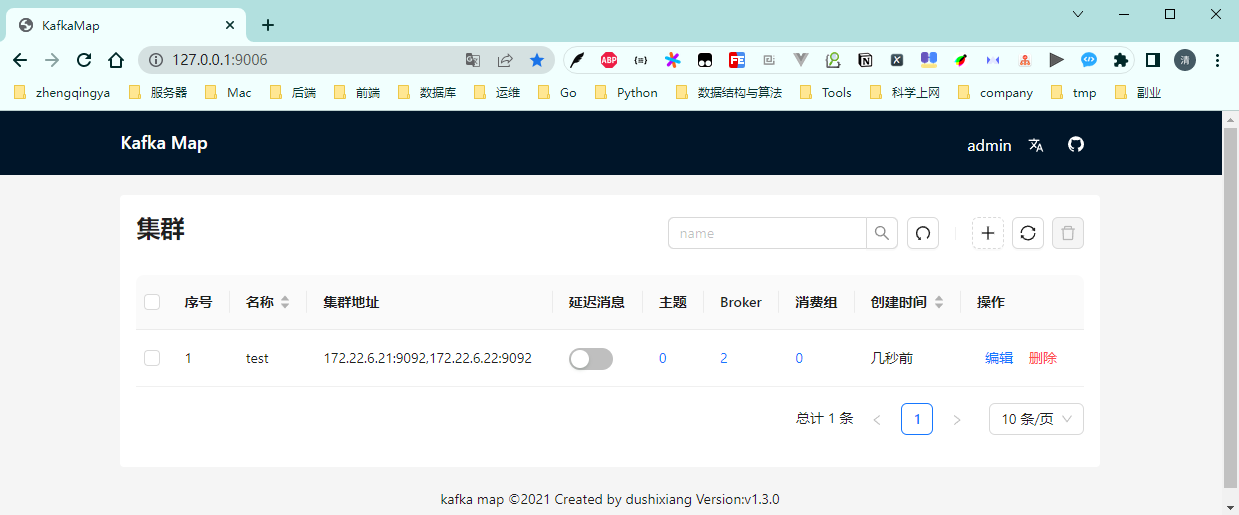 KafkaMap
127.0.0.1:9006
ABP
FE
清
zhengqingya 服务器 Mac 后端 前端 数据库 运维 Go Python 数据结构与算法 Tools 科学上网 company tmp 副业
Kafka Map admin
集群 name
序号 名称 集群地址 延迟消息 主题 Broker 消费组 创建时间 操作
1 test 172.22.6.21:9092,172.22.6.22:9092 0 2 0 几秒前 编辑 删除
总计 1 条 < 1 > 10 条/页
kafka map ©2021 Created by dushixiang Version:v1.3.0